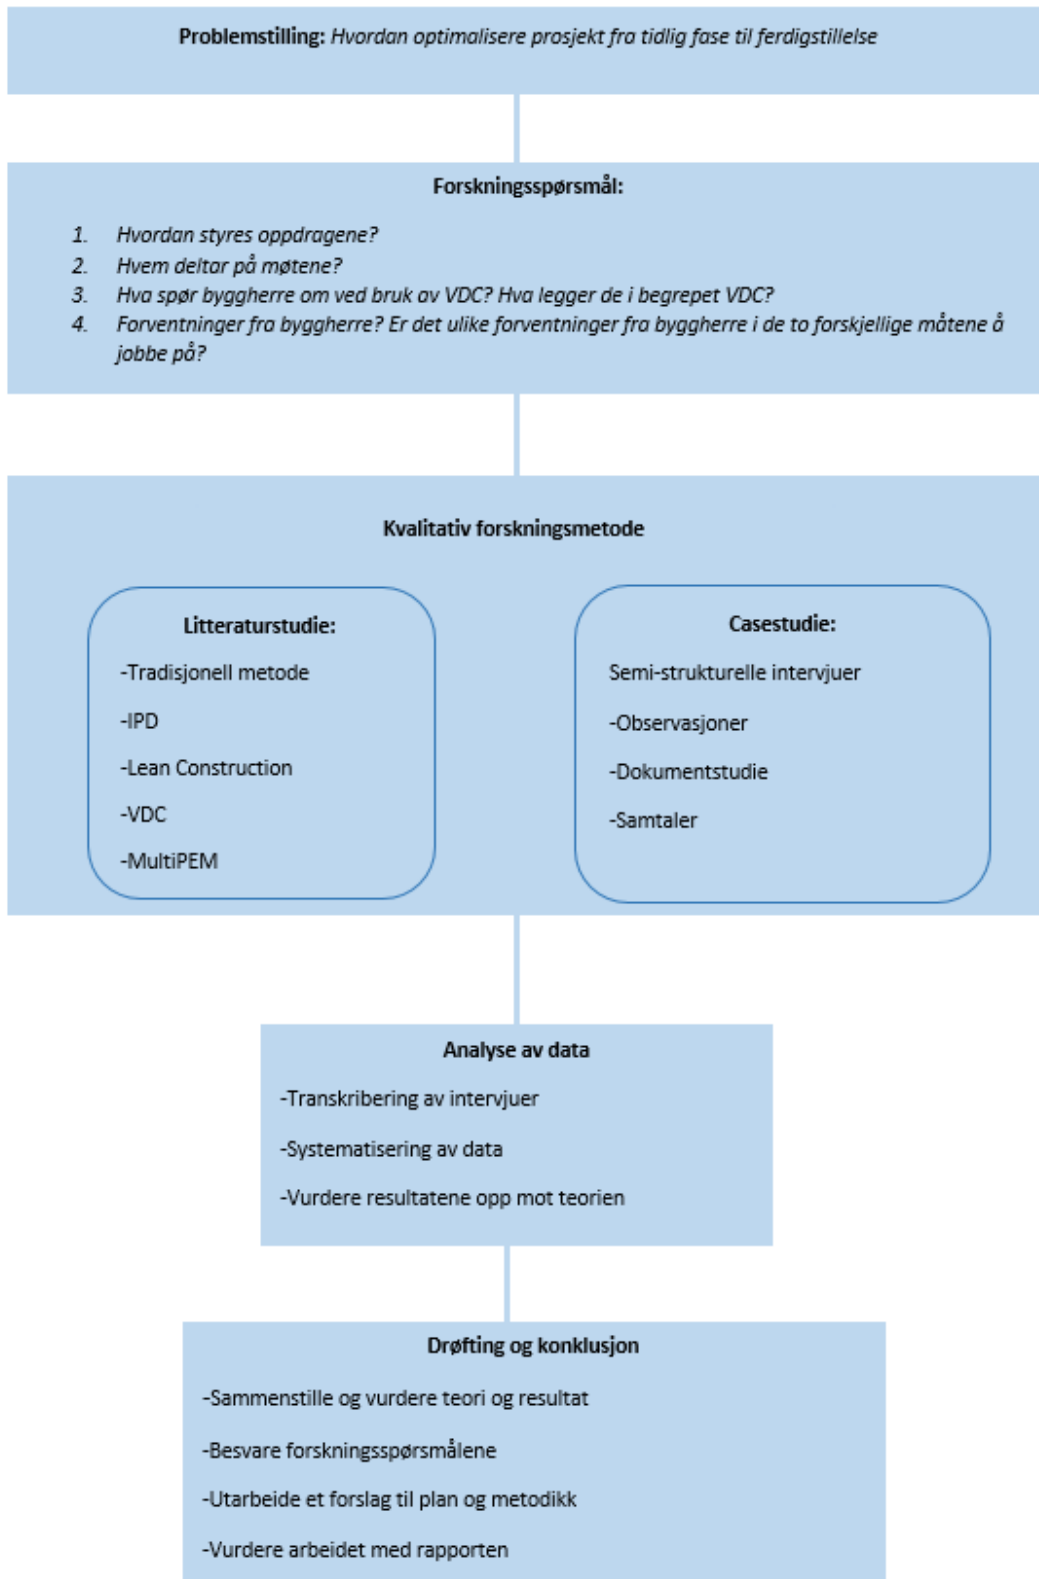 Problemstilling: Hvordan optimalisere prosjekt fra tidlig fase til ferdigstillelse
Forskningsspørsmål:
1. Hvordan styres oppdragene?
2. Hvem deltar på møtene?
3. Hva spør byggherre om ved bruk av VDC? Hva legger de i begrepet VDC?
4. Forventninger fra byggherre? Er det ulike forventninger fra byggherre i de to forskjellige måtene å
jobbe på?
Kvalitativ forskningsmetode
Litteraturstudie:
-Tradisjonell metode
-IPD
-Lean Construction
-VDC
-MultiPEM
Casestudie:
Semi-strukturelle intervjuer
-Observasjoner
-Dokumentstudie
-Samtaler
Analyse av data
-Transkribering av intervjuer
-Systematisering av data
-Vurdere resultatene opp mot teorien
Drøfting og konklusjon
-Sammenstille og vurdere teori og resultat
-Besvare forskningsspørsmålene
-Utarbeide et forslag til plan og metodikk
-Vurdere arbeidet med rapporten